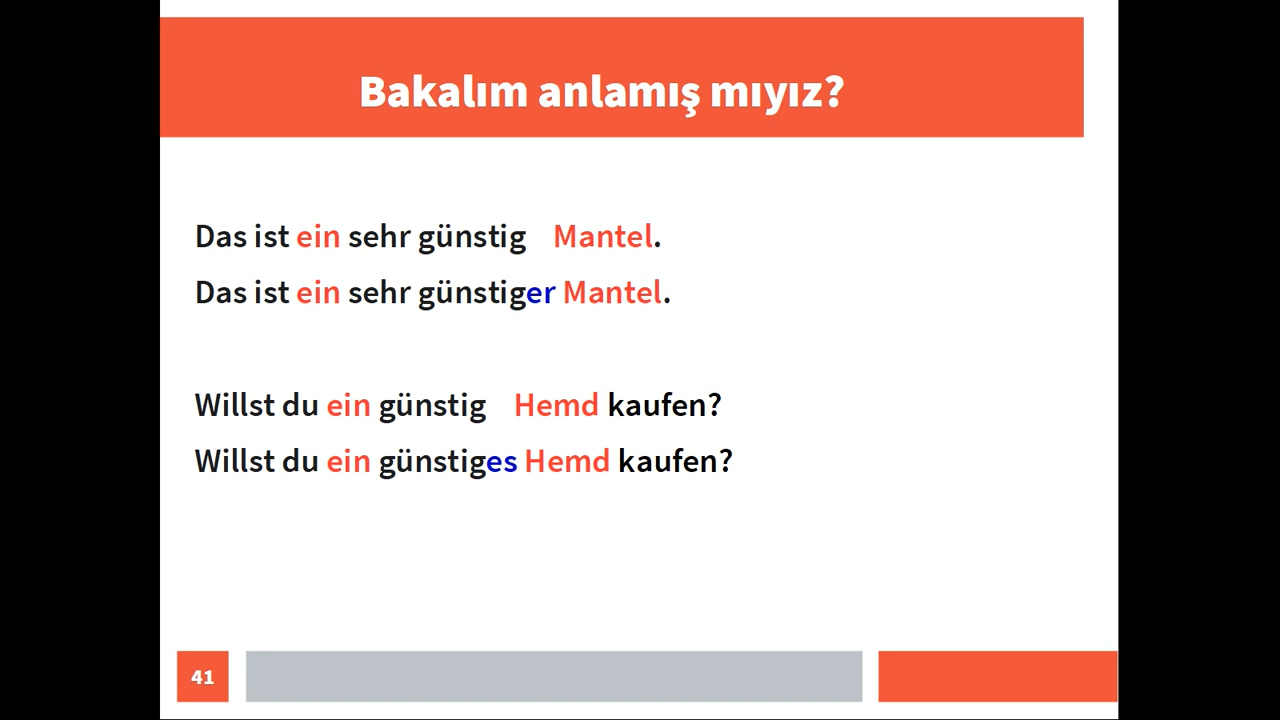 Bakalım anlamış mıyız?
Das ist ein sehr günstig Mantel.
Das ist ein sehr günstiger Mantel.
Willst du ein günstig Hemd kaufen?
Willst du ein günstiges Hemd kaufen?
41